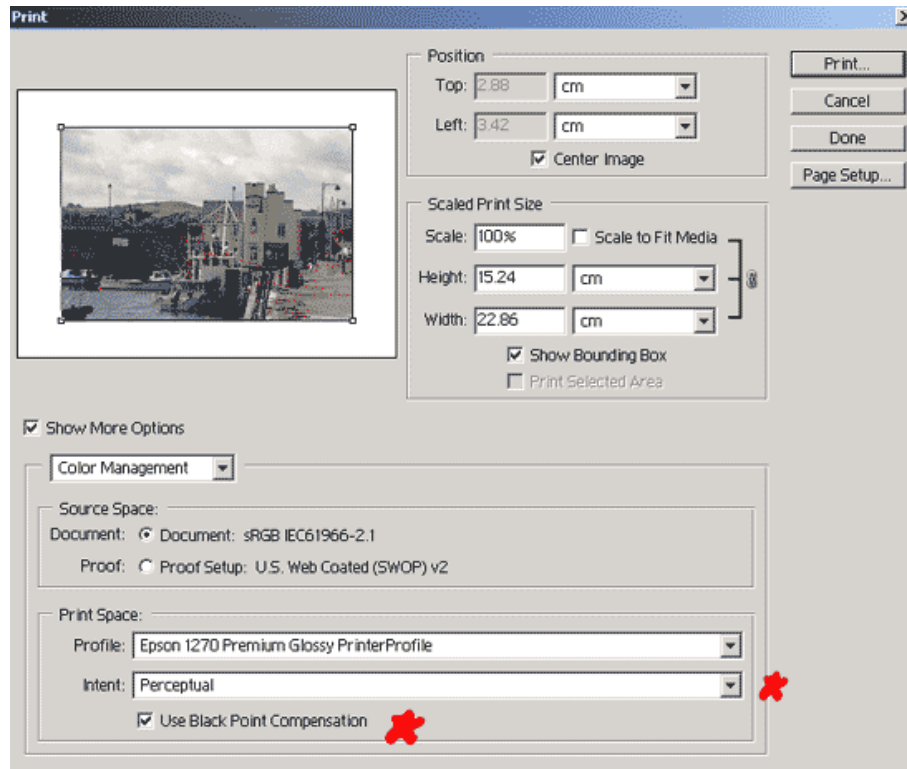 Print
Position
Top: 2.88 cm
Left: 3.42 cm
Center Image
Print...
Cancel
Done
Page Setup...
Scaled Print Size
Scale: 100% Scale to Fit Media
Height: 15.24 cm
Width: 22.86 cm
Show Bounding Box
Print Selected Area
Show More Options
Color Management
Source Space:
Document: Document: sRGB IEC61966-2.1
Proof: Proof Setup: U.S. Web Coated (SWOP) v2
Print Space:
Profile: Epson 1270 Premium Glossy PrinterProfile
Intent: Perceptual
Use Black Point Compensation